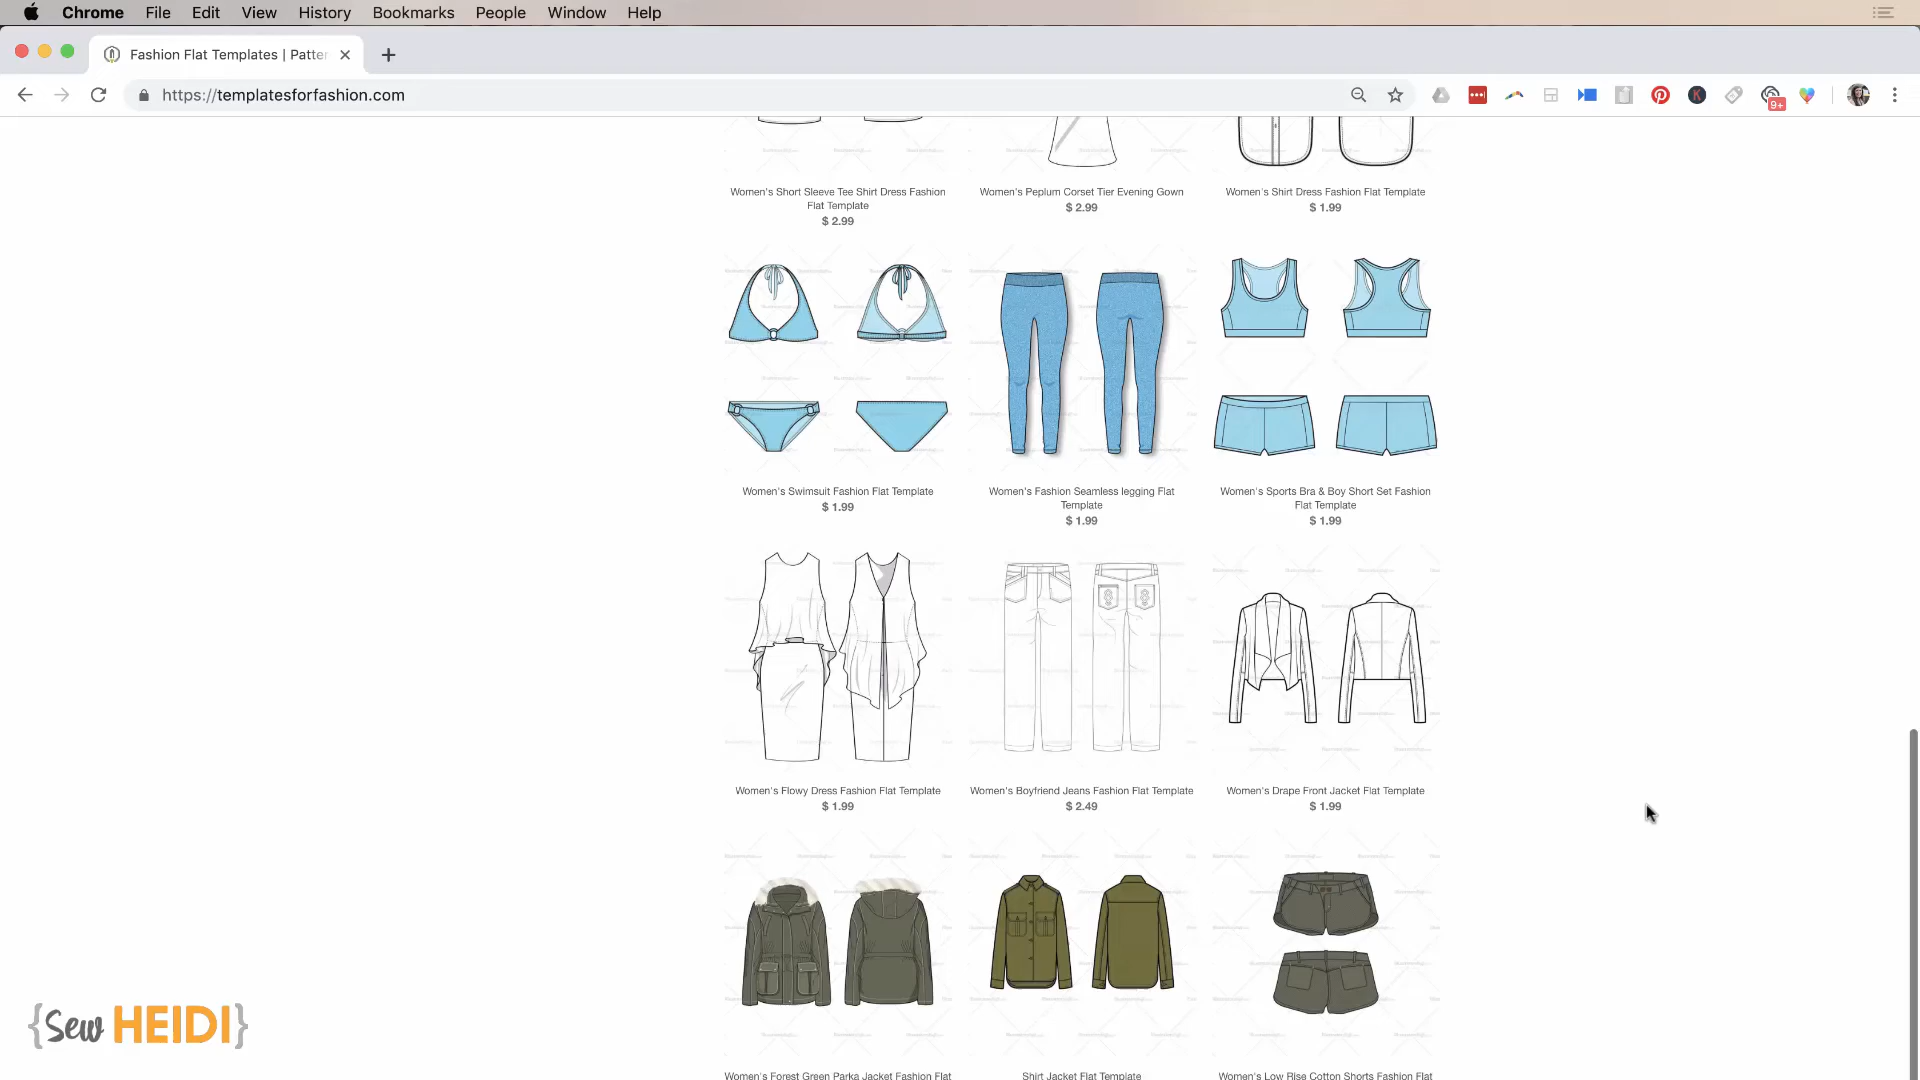 Chrome File Edit View History Bookmarks People Window Help
Fashion Flat Templates | Patter
https://templatesforfashion.com
9+
Women's Short Sleeve Tee Shirt Dress Fashion
Flat Template
$ 2.99
Women's Peplum Corset Tier Evening Gown
$ 2.99
Women's Shirt Dress Fashion Flat Template
$ 1.99
Women's Swimsuit Fashion Flat Template
$ 1.99
Women's Fashion Seamless legging Flat
Template
$ 1.99
Women's Sports Bra & Boy Short Set Fashion
Flat Template
$ 1.99
Women's Flowy Dress Fashion Flat Template
$ 1.99
Women's Boyfriend Jeans Fashion Flat Template
$ 2.49
Women's Drape Front Jacket Flat Template
$ 1.99
Women's Forest Green Parka Jacket Fashion Flat
Shirt Jacket Flat Template
Women's Low Rise Cotton Shorts Fashion Flat
{Sew HEIDI}